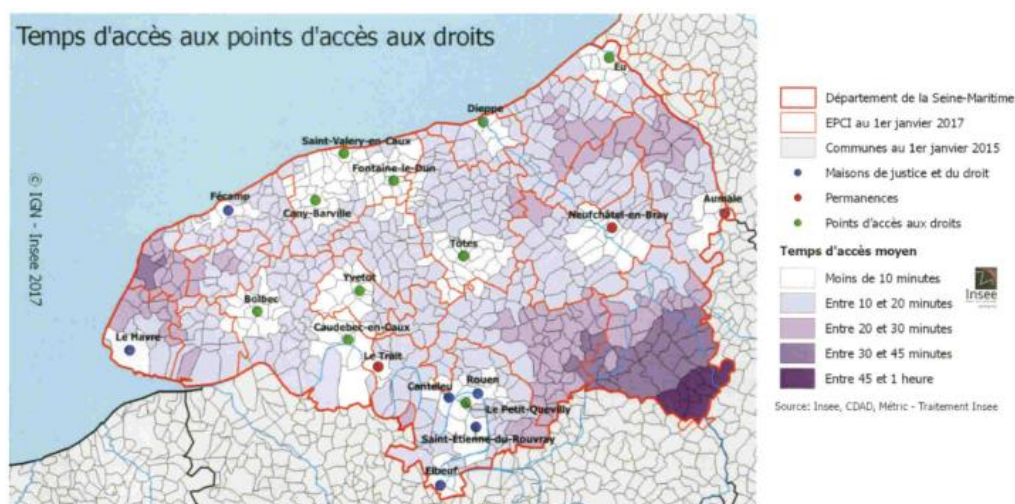 Temps d'accès aux points d'accès aux droits
Eu
Dieppe
Saint-Valery-en-Caux
Fontaine-le-Dun
Fécamp
Cany-Barville
Aumale
Neufchâtel-en-Bray
Tôtes
Yvetot
Bolbec
Caudebec-en-Caux
Le Havre
Le Trait
Canteleu
Rouen
Le Petit-Quevilly
Saint-Étienne-du-Rouvray
Elbeuf
© IGN - Insee 2017
Département de la Seine-Maritime
EPCI au 1er janvier 2017
Communes au 1er janvier 2015
Maisons de justice et du droit
Permanences
Points d'accès aux droits
Temps d'accès moyen
Moins de 10 minutes
Entre 10 et 20 minutes
Entre 20 et 30 minutes
Entre 30 et 45 minutes
Entre 45 et 1 heure
Insee
Source: Insee, CDAD, Métric - Traitement Insee